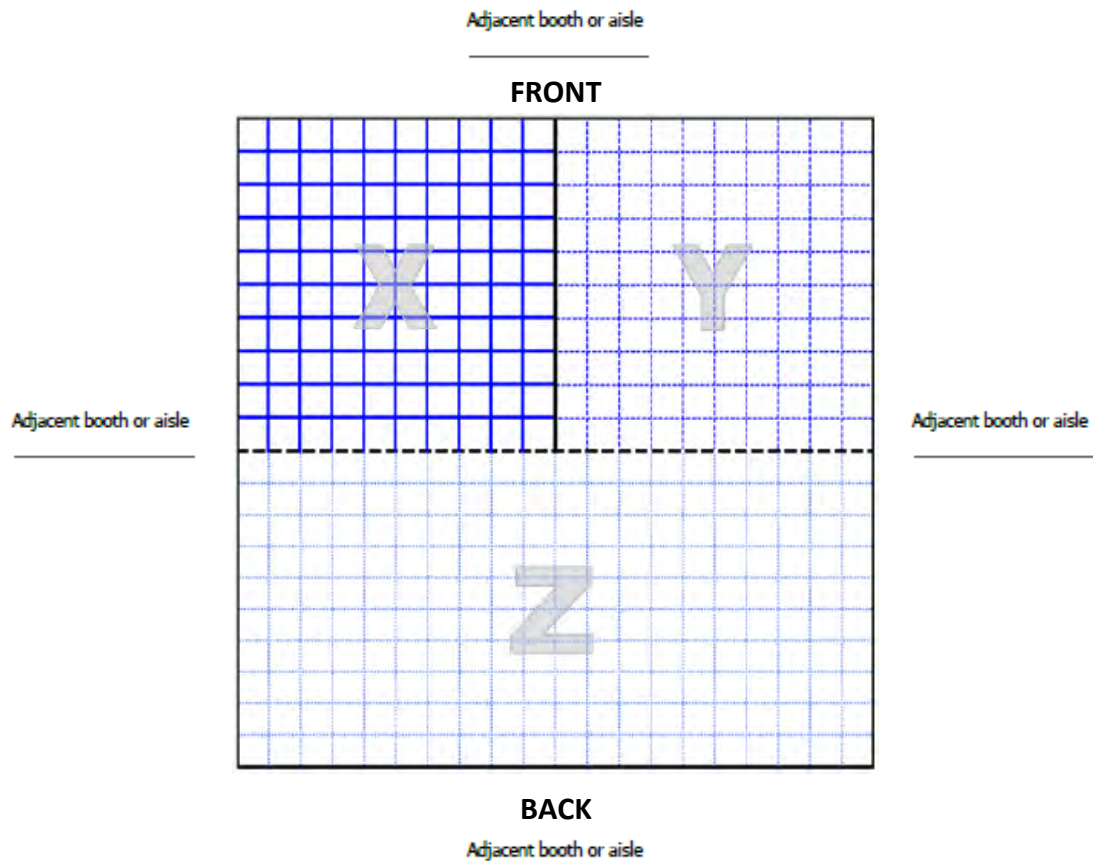 Adjacent booth or aisle
FRONT
X
Y
Adjacent booth or aisle
Adjacent booth or aisle
Z
BACK
Adjacent booth or aisle